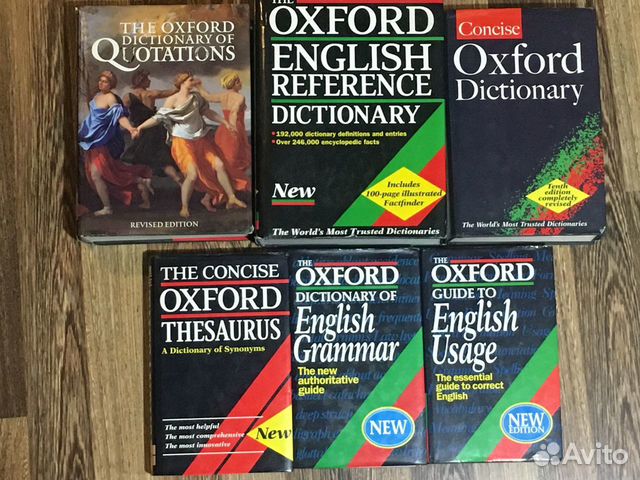 THE OXFORD
DICTIONARY OF
QUOTATIONS
REVISED EDITION
THE
OXFORD
ENGLISH
REFERENCE
DICTIONARY
192,000 dictionary definitions and entries
Over 246,000 encyclopedic facts
New
Includes
100-page illustrated
Factfinder
The World's Most Trusted Dictionaries
Concise
Oxford
Dictionary
Tenth
edition
completely
revised
The World's Most Trusted Dictionaries
THE CONCISE
OXFORD
THESAURUS
A Dictionary of Synonyms
The most helpful
The most comprehensive
The most innovative
New
THE
OXFORD
DICTIONARY OF
English
Grammar
The new
authoritative
guide
NEW
THE
OXFORD
GUIDE TO
English
Usage
The essential
guide to correct
English
NEW
EDITION
Avito